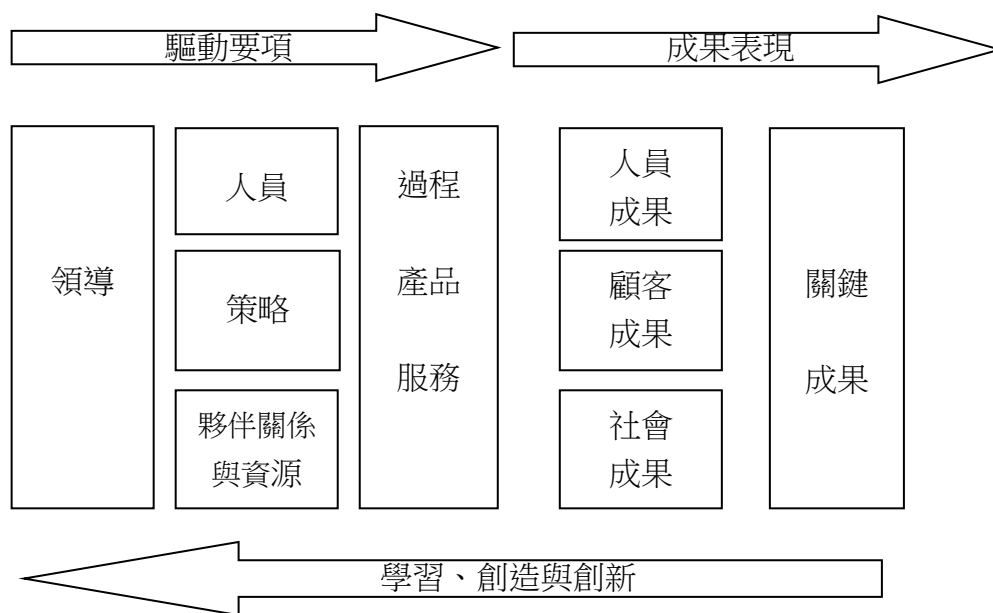 驅動要項
成果表現
領導
人員
策略
夥伴關係
與資源
過程
產品
服務
人員
成果
顧客
成果
社會
成果
關鍵
成果
學習、創造與創新